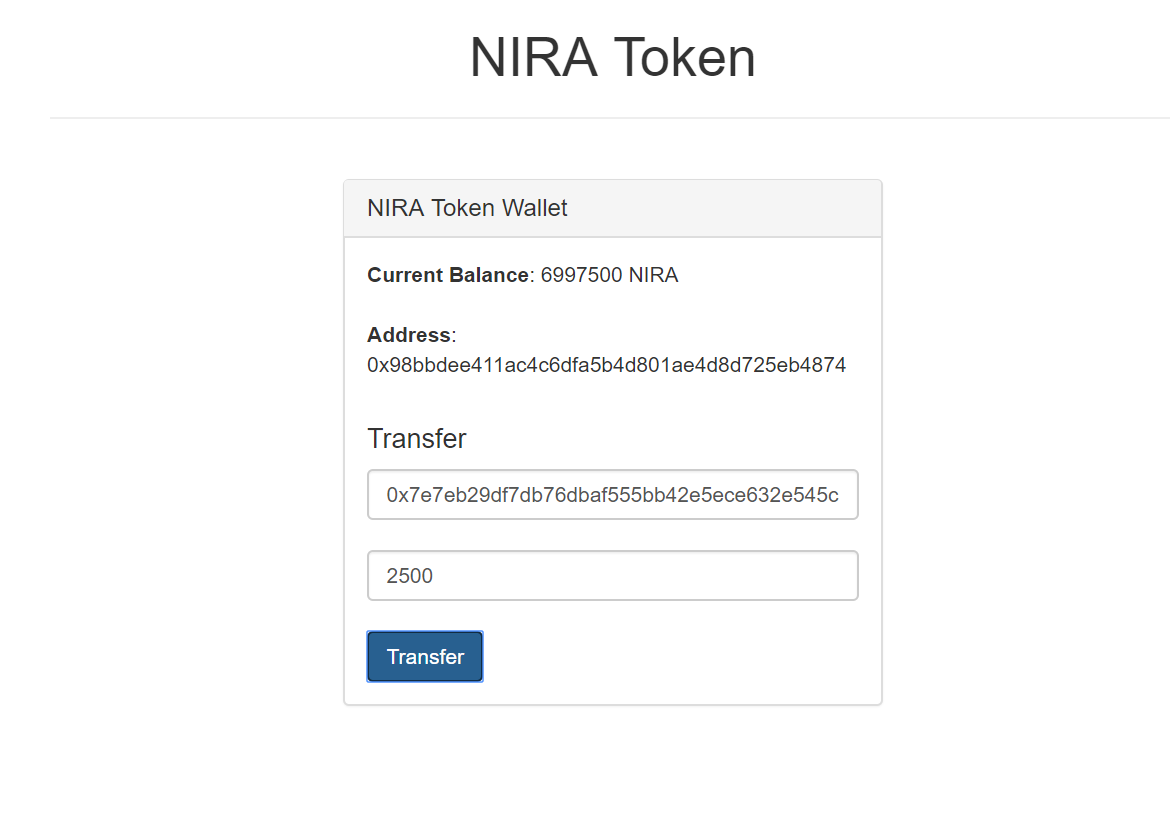 NIRA Token
NIRA Token Wallet
Current Balance: 6997500 NIRA
Address:
0x98bbdee411ac4c6dfa5b4d801ae4d8d725eb4874
Transfer
0x7e7eb29df7db76dbaf555bb42e5ece632e545c
2500
Transfer